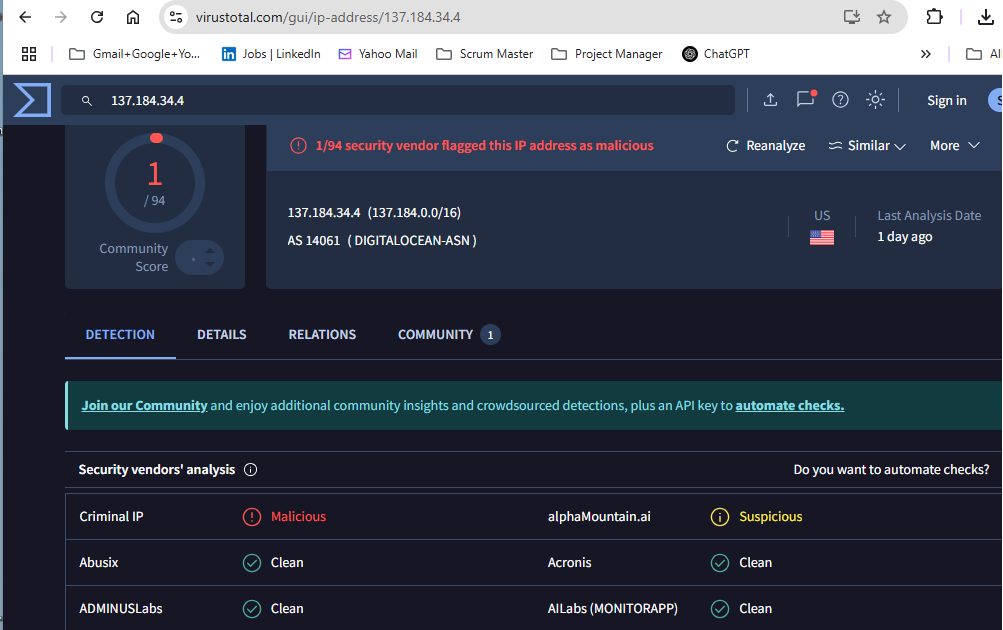 virustotal.com/gui/ip-address/137.184.34.4
Gmail+Google+Yo... Jobs | LinkedIn Yahoo Mail Scrum Master Project Manager ChatGPT » All
137.184.34.4 Sign in S
1/94 security vendor flagged this IP address as malicious Reanalyze Similar More
1
/ 94
Community
Score
137.184.34.4 (137.184.0.0/16)
AS 14061 ( DIGITALOCEAN-ASN )
US
Last Analysis Date
1 day ago
DETECTION DETAILS RELATIONS COMMUNITY 1
Join our Community and enjoy additional community insights and crowdsourced detections, plus an API key to automate checks.
Security vendors' analysis Do you want to automate checks?
Criminal IP Malicious alphaMountain.ai Suspicious
Abusix Clean Acronis Clean
ADMINUSLabs Clean AILabs (MONITORAPP) Clean